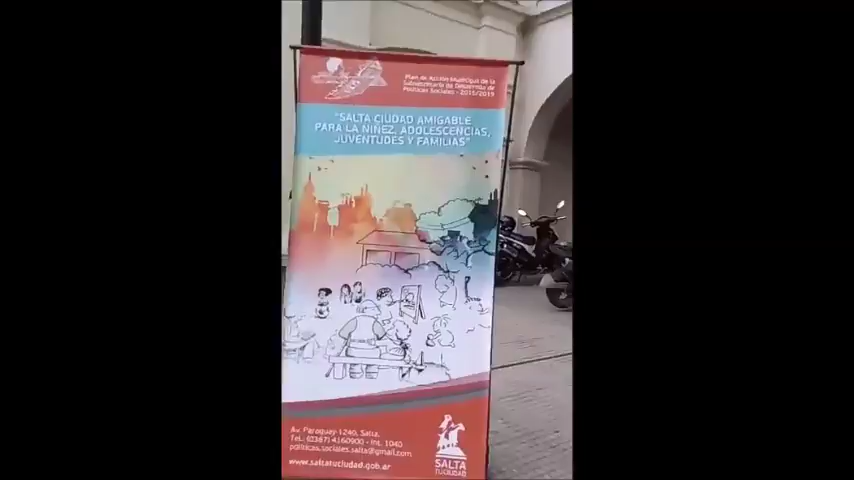 Plan de Acción Municipal de la
Subsecretaría de Desarrollo de
Políticas Sociales - 2015/2019
"SALTA CIUDAD AMIGABLE
PARA LA NIÑEZ, ADOLESCENCIAS,
JUVENTUDES Y FAMILIAS"
Av. Paraguay 1240, Salta.
TEL.: (0387) 4160900 - Int. 1040
politicas.sociales.salta@gmail.com
www.saltatuciudad.gob.ar
SALTA
TU CIUDAD